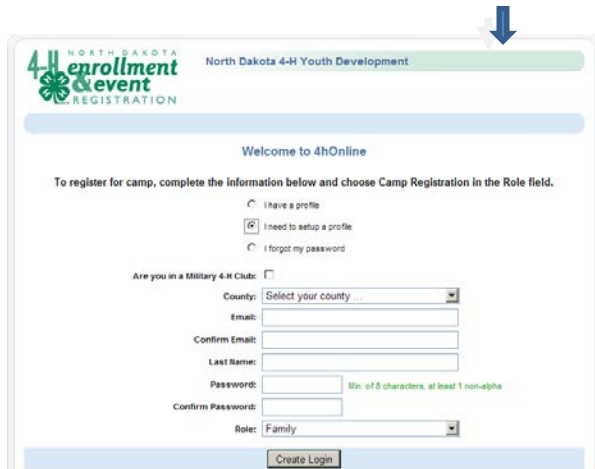 NORTH DAKOTA
4-H enrollment
& event
REGISTRATION
North Dakota 4-H Youth Development
Welcome to 4hOnline
To register for camp, complete the information below and choose Camp Registration in the Role field.
I have a profile
I need to setup a profile
I forgot my password
Are you in a Military 4-H Club:
County: Select your county ...
Email:
Confirm Email:
Last Name:
Password: Min. of 8 characters, at least 1 non-alpha
Confirm Password:
Role: Family
Create Login